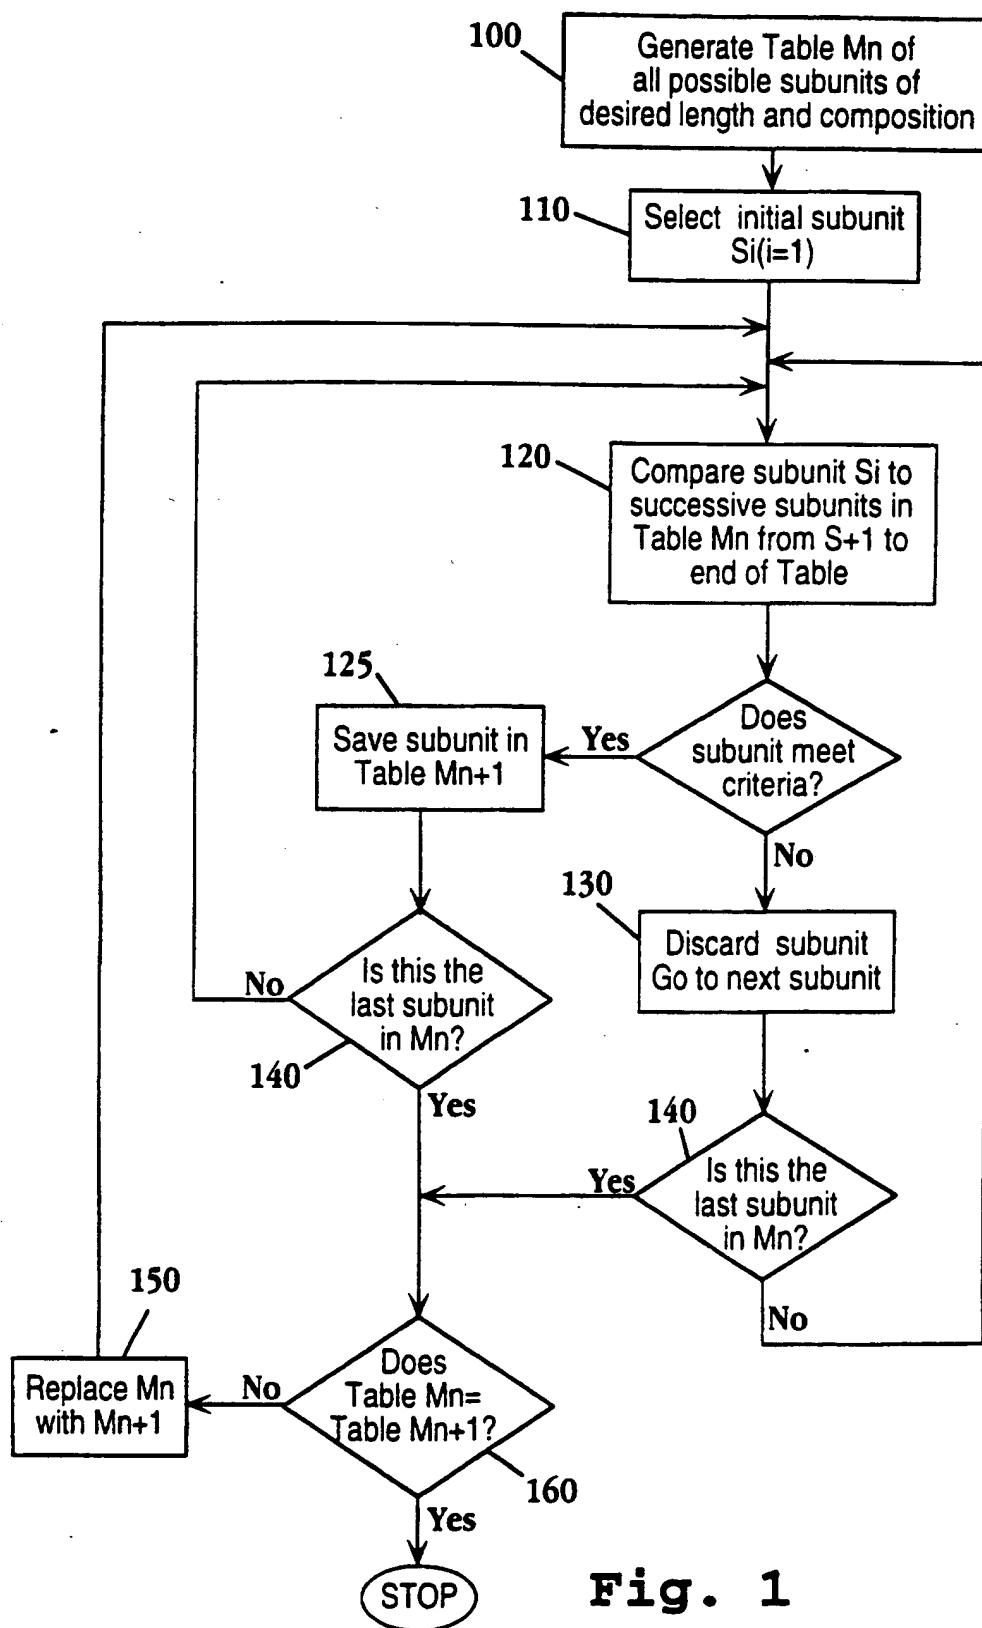 100
Generate Table Mn of
all possible subunits of
desired length and composition
110
Select initial subunit
Si(i=1)
120
Compare subunit Si to
successive subunits in
Table Mn from S+1 to
end of Table
125
Save subunit in
Table Mn+1
Yes
Does
subunit meet
criteria?
No
130
Discard subunit
Go to next subunit
No
Is this the
last subunit
in Mn?
140
Yes
140
Yes
Is this the
last subunit
in Mn?
No
150
Replace Mn
with Mn+1
No
Does
Table Mn=
Table Mn+1?
160
Yes
STOP
Fig. 1